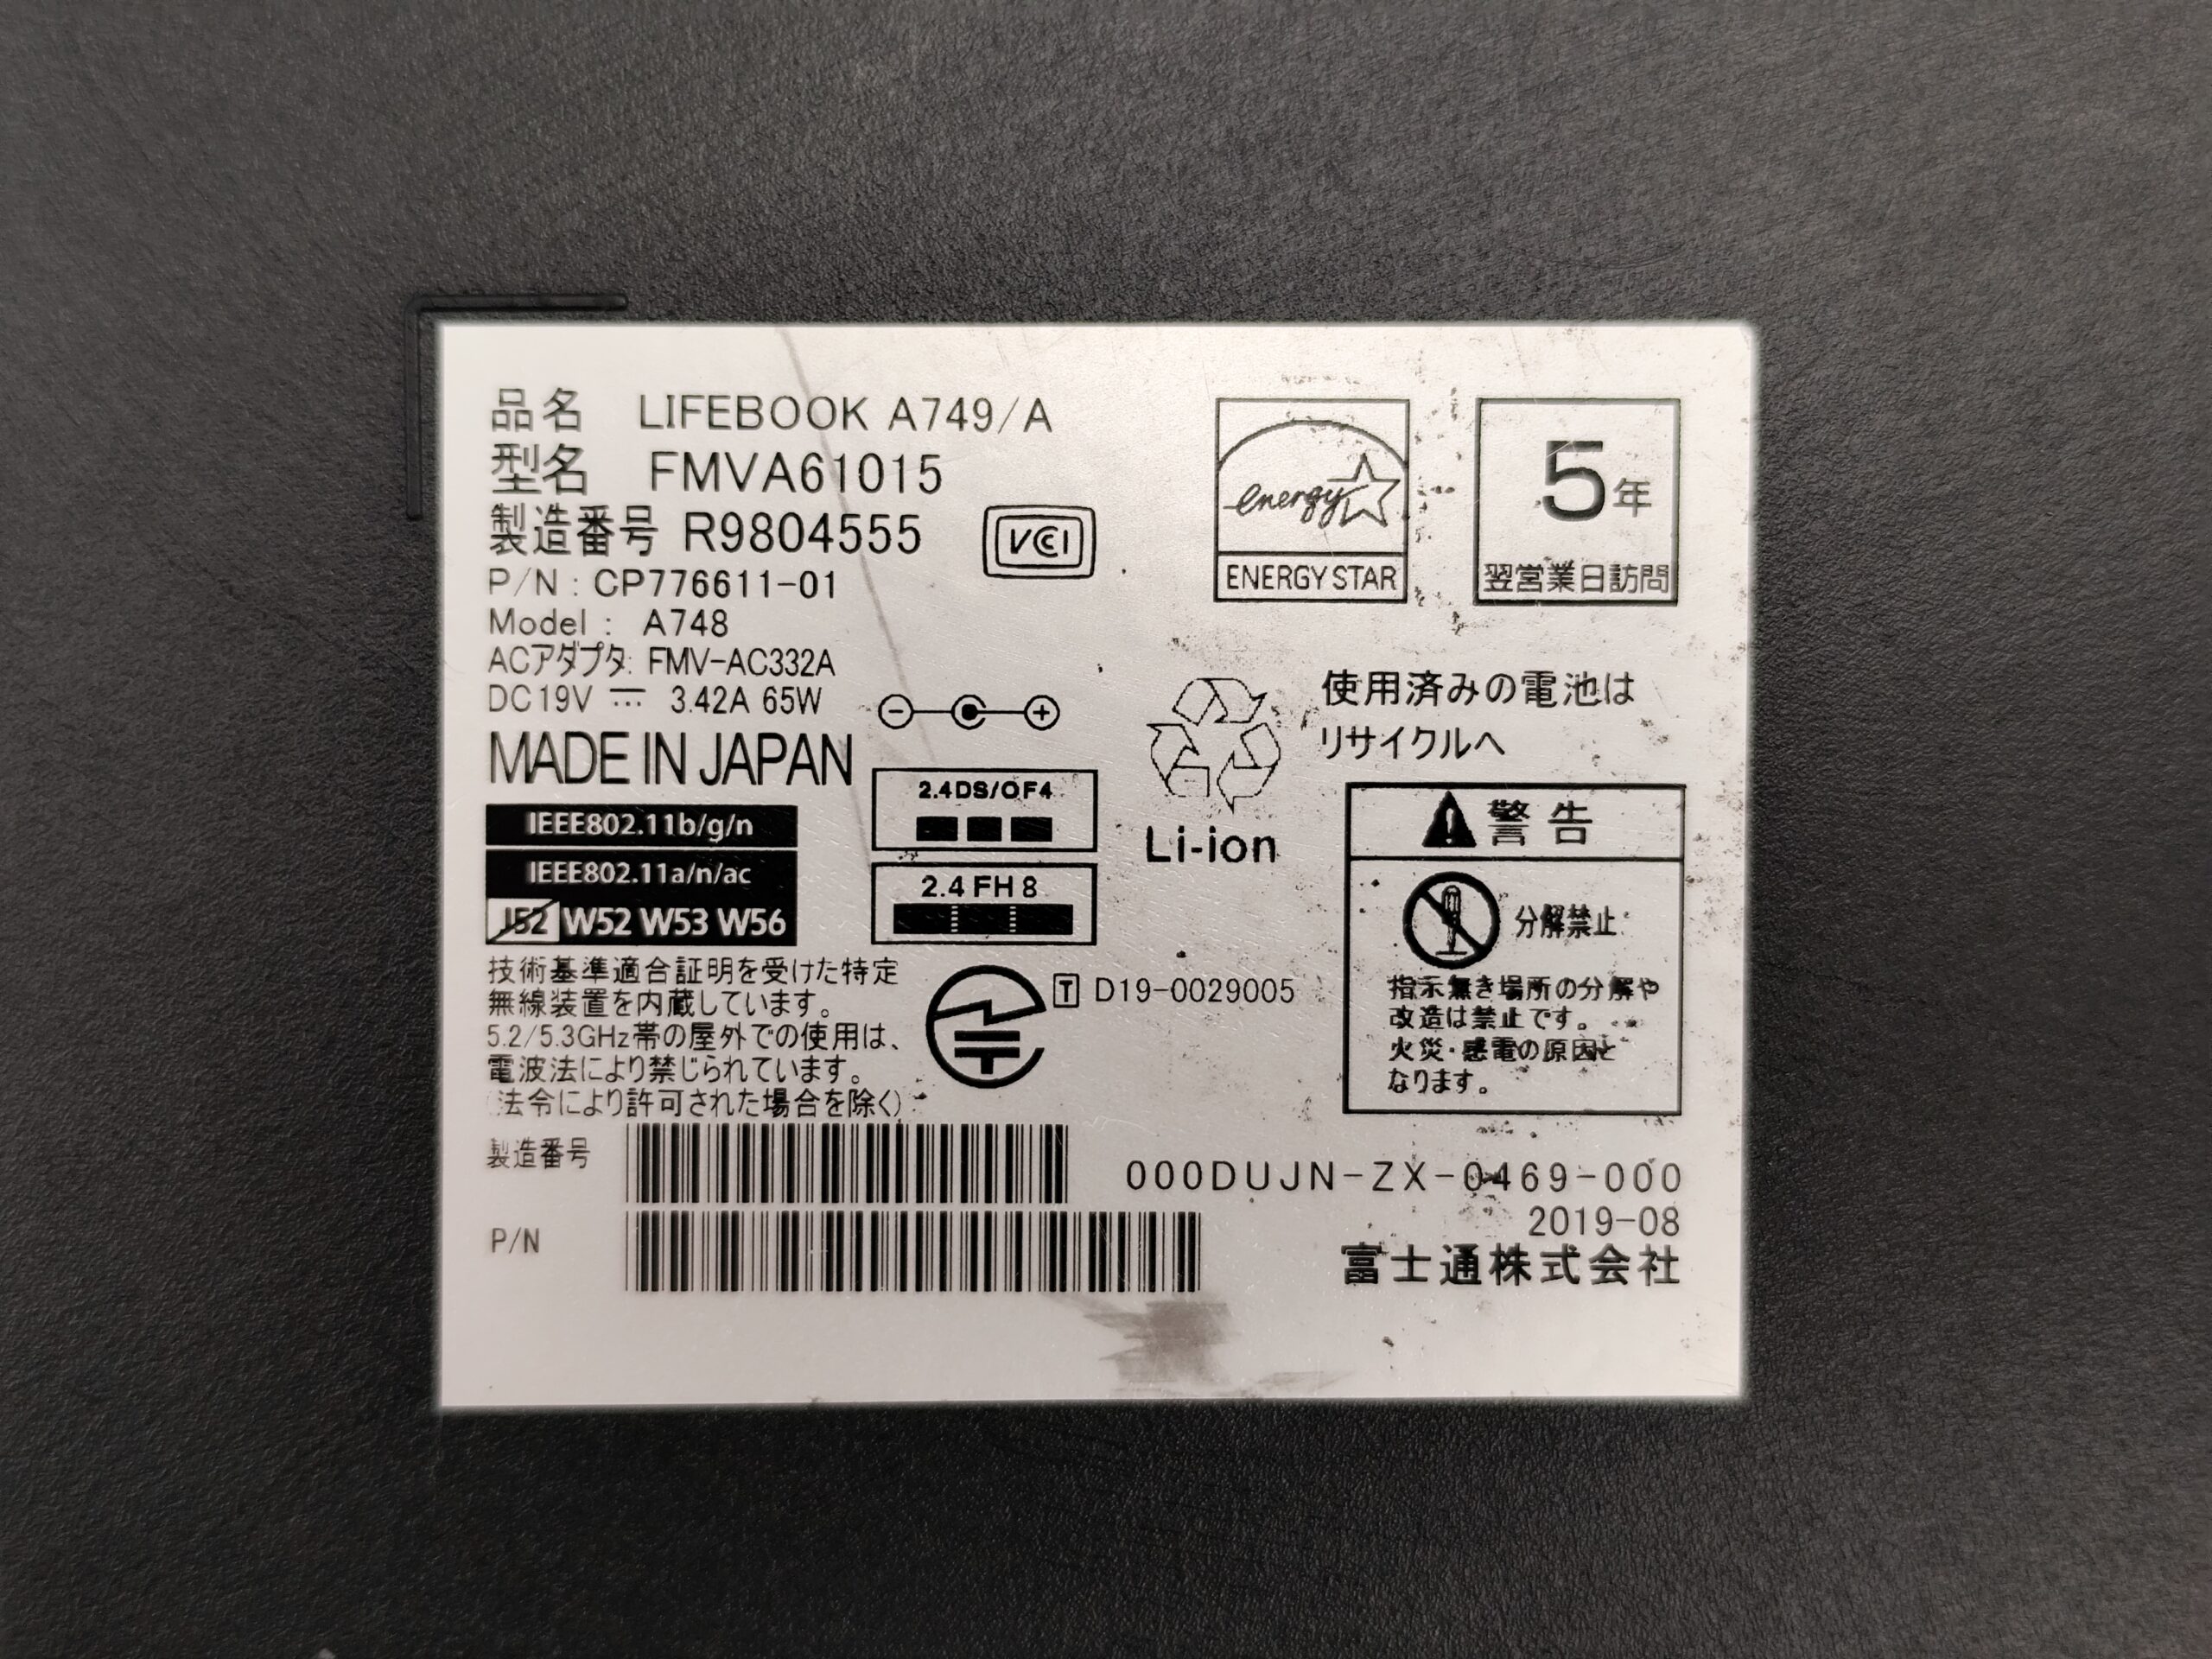 品名 LIFEBOOK A749/A
型名 FMVA61015
製造番号 R9804555
VCCI
P/N : CP776611-01
Model : A748
ACアダプタ: FMV-AC332A
DC19V ⎓ 3.42A 65W
MADE IN JAPAN
IEEE802.11b/g/n
IEEE802.11a/n/ac
J52 W52 W53 W56
2.4DS/OF4
2.4FH8
技術基準適合証明を受けた特定
無線装置を内蔵しています。
5.2/5.3GHz帯の屋外での使用は、
電波法により禁じられています。
(法令により許可された場合を除く)
T D19-0029005
energy
ENERGY STAR
5年
翌営業日訪問
使用済みの電池は
リサイクルへ
Li-ion
警告
分解禁止
指示無き場所の分解や
改造は禁止です。
火災・感電の原因と
なります。
製造番号
P/N
000DUJN-ZX-0469-000
2019-08
富士通株式会社